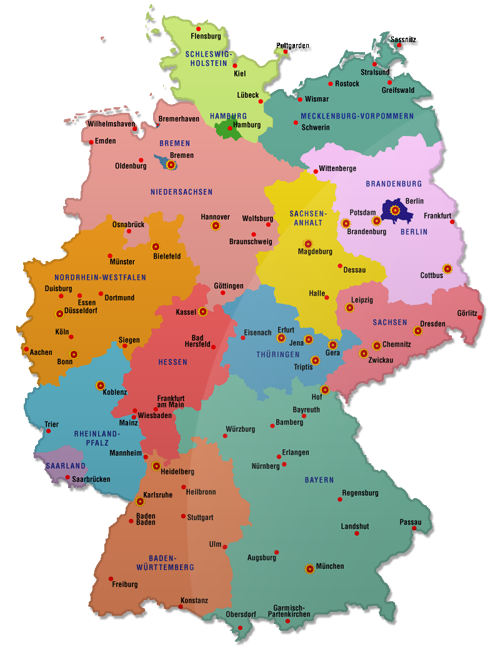 Flensburg
Puttgarden
Sassnitz
SCHLESWIG-
HOLSTEIN
Kiel
Stralsund
Rostock
Greifswald
Lübeck
Wismar
Bremerhaven
HAMBURG
MECKLENBURG-VORPOMMERN
Wilhelmshaven
Hamburg
Schwerin
Emden
BREMEN
Bremen
Oldenburg
Wittenberge
BRANDENBURG
NIEDERSACHSEN
Berlin
Potsdam
SACHSEN-
ANHALT
Frankfurt
Hannover
Wolfsburg
Osnabrück
Brandenburg
BERLIN
Braunschweig
Magdeburg
Bielefeld
Münster
Dessau
Cottbus
NORDRHEIN-WESTFALEN
Göttingen
Duisburg
Essen
Dortmund
Halle
Leipzig
Düsseldorf
Kassel
Görlitz
SACHSEN
Dresden
Köln
Eisenach
Erfurt
Siegen
Bad
Hersfeld
Jena
Gera
Chemnitz
Aachen
Bonn
HESSEN
THÜRINGEN
Zwickau
Triptis
Koblenz
Hof
Frankfurt
am Main
Wiesbaden
Mainz
Bayreuth
Bamberg
Trier
RHEINLAND-
PFALZ
Würzburg
Mannheim
Erlangen
Nürnberg
SAARLAND
Heidelberg
Saarbrücken
BAYERN
Karlsruhe
Heilbronn
Regensburg
Baden
Baden
Stuttgart
Landshut
Passau
Ulm
Augsburg
BADEN-
WÜRTTEMBERG
München
Freiburg
Konstanz
Obersdorf
Garmisch-
Partenkirchen